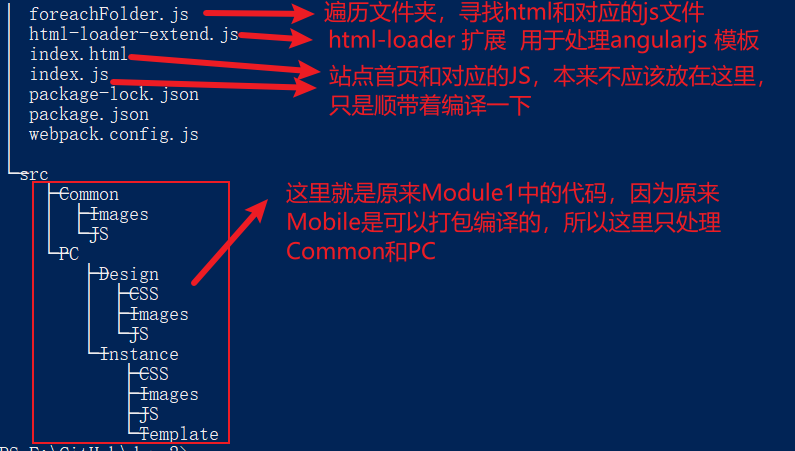 foreachFolder.js
遍历文件夹，寻找html和对应的js文件
html-loader-extend.js
html-loader 扩展 用于处理angularjs 模板
index.html
index.js
站点首页和对应的JS，本来不应该放在这里，
只是顺带着编译一下
package-lock.json
package.json
webpack.config.js
src
Common
Images
JS
PC
Design
CSS
Images
JS
Instance
CSS
Images
JS
Template
这里就是原来Module1中的代码，因为原来
Mobile是可以打包编译的，所以这里只处理
Common和PC